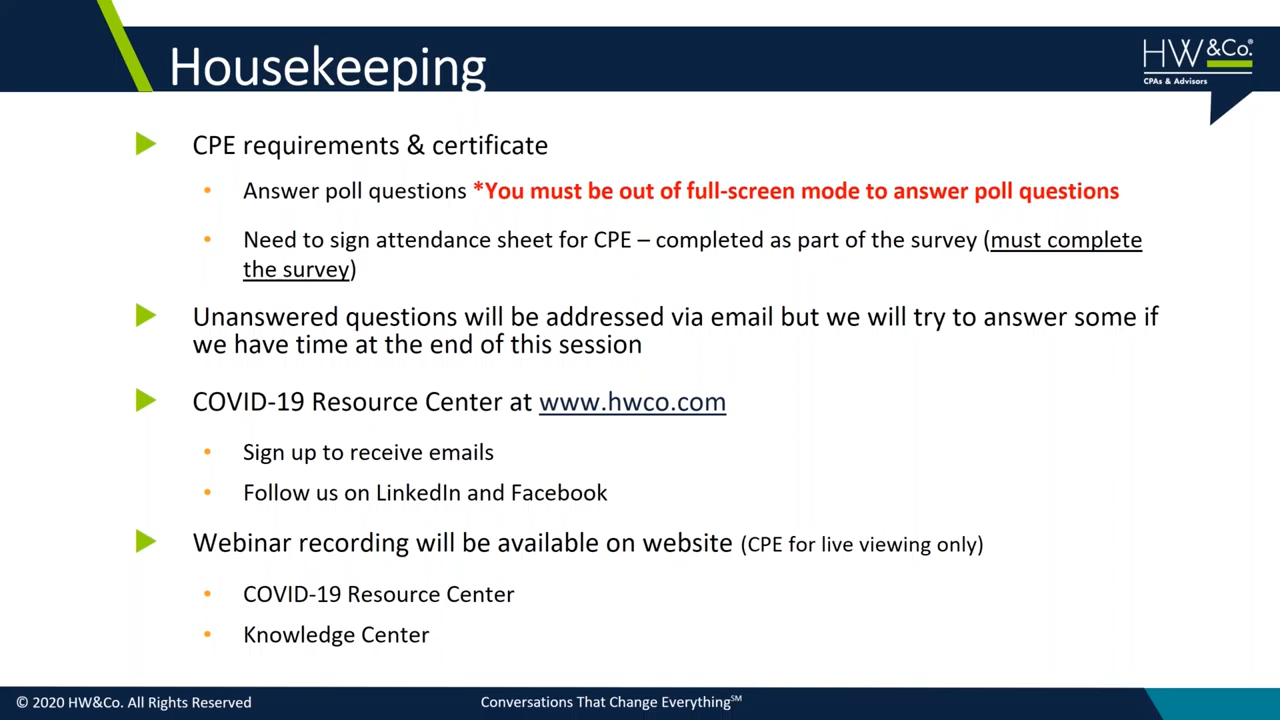 Housekeeping
HW&Co.®
CPAs & Advisors
CPE requirements & certificate
Answer poll questions *You must be out of full-screen mode to answer poll questions
Need to sign attendance sheet for CPE – completed as part of the survey (must complete
the survey)
Unanswered questions will be addressed via email but we will try to answer some if
we have time at the end of this session
COVID-19 Resource Center at www.hwco.com
Sign up to receive emails
Follow us on LinkedIn and Facebook
Webinar recording will be available on website (CPE for live viewing only)
COVID-19 Resource Center
Knowledge Center
© 2020 HW&Co. All Rights Reserved
Conversations That Change Everything℠